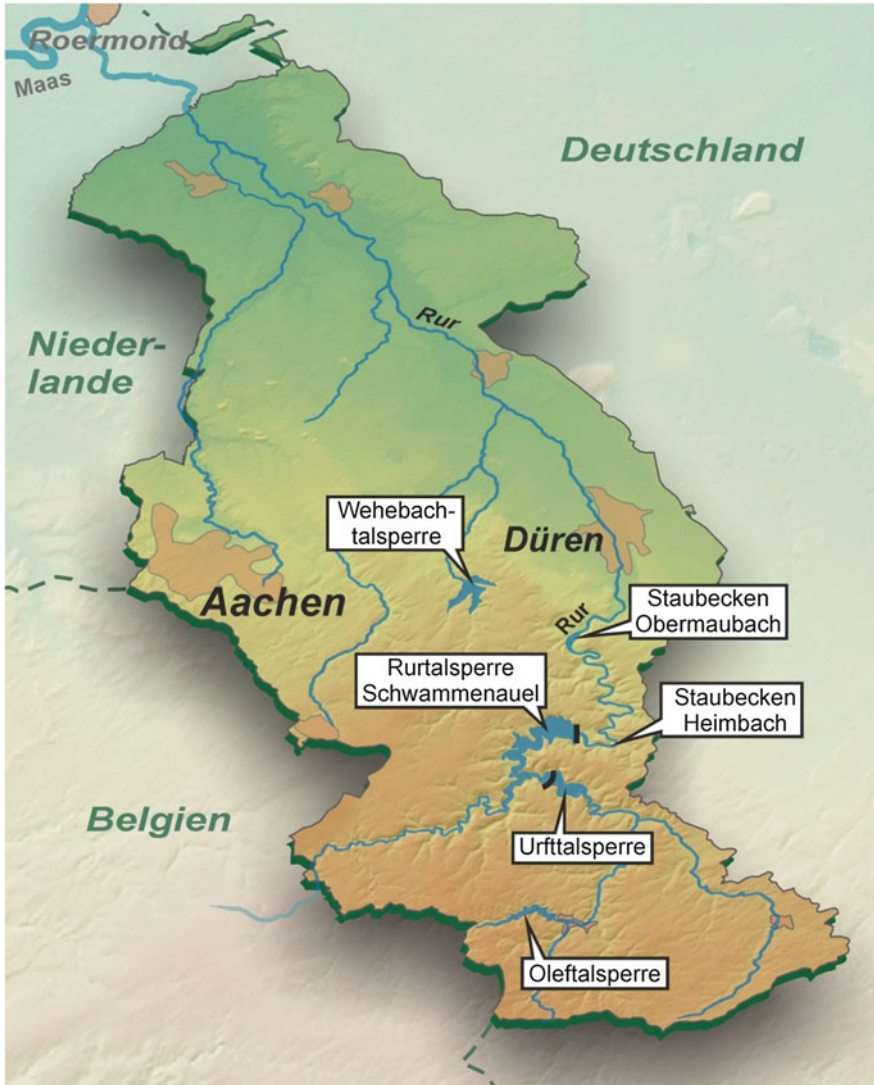 Roermond
Maas
Deutschland
Rur
Nieder-
lande
Wehebach-
talsperre
Düren
Aachen
Staubecken
Obermaubach
Rur
Rurtalsperre
Schwammenauel
Staubecken
Heimbach
Belgien
Urfttalsperre
Oleftalsperre